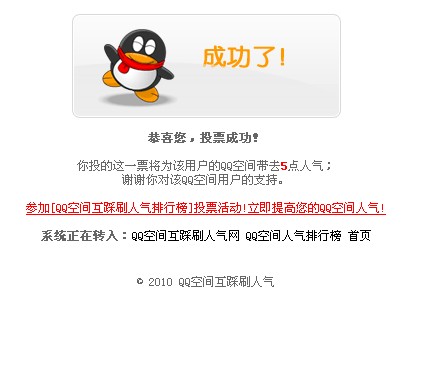 成功了!
恭喜您，投票成功!
你投的这一票将为该用户的QQ空间带去5点人气；
谢谢你对该QQ空间用户的支持。
参加[QQ空间互踩刷人气排行榜]投票活动!立即提高您的QQ空间人气!
系统正在转入：QQ空间互踩刷人气网 QQ空间人气排行榜 首页
© 2010 QQ空间互踩刷人气